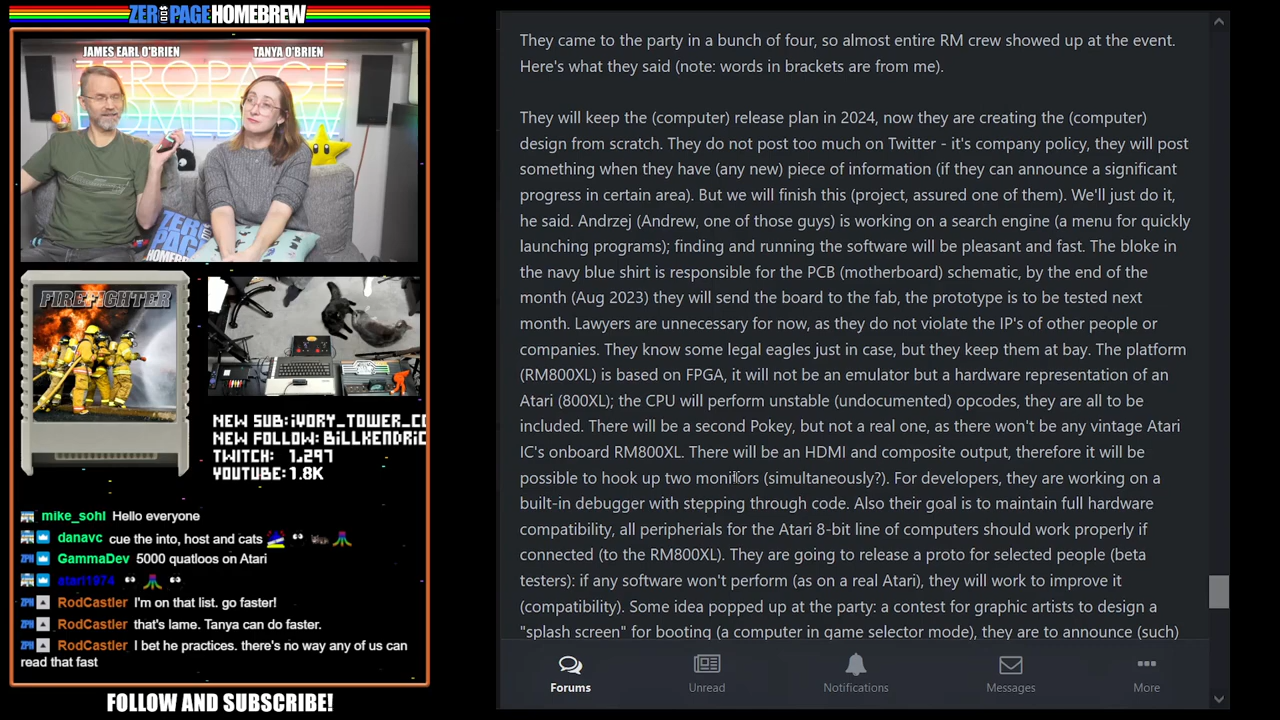 ZEROPAGE HOMEBREW
JAMES EARL O'BRIEN
TANYA O'BRIEN
ZEROPAGE
HOMEBREW
ZERO
PAGE
HOMEBREW
FIREFIGHTER
NEW SUB: iVORY_TOWER_CO
NEW FOLLOW: BiLLKENDRiC
TWITCH: 1,297
YOUTUBE: 1.8K
mike_sohl Hello everyone
danavc cue the into, host and cats
GammaDev 5000 quatloos on Atari
atari1974
RodCastler I'm on that list. go faster!
RodCastler that's lame. Tanya can do faster.
RodCastler I bet he practices. there's no way any of us can
read that fast
FOLLOW AND SUBSCRIBE!
They came to the party in a bunch of four, so almost entire RM crew showed up at the event.
Here's what they said (note: words in brackets are from me).
They will keep the (computer) release plan in 2024, now they are creating the (computer)
design from scratch. They do not post too much on Twitter - it's company policy, they will post
something when they have (any new) piece of information (if they can announce a significant
progress in certain area). But we will finish this (project, assured one of them). We'll just do it,
he said. Andrzej (Andrew, one of those guys) is working on a search engine (a menu for quickly
launching programs); finding and running the software will be pleasant and fast. The bloke in
the navy blue shirt is responsible for the PCB (motherboard) schematic, by the end of the
month (Aug 2023) they will send the board to the fab, the prototype is to be tested next
month. Lawyers are unnecessary for now, as they do not violate the IP's of other people or
companies. They know some legal eagles just in case, but they keep them at bay. The platform
(RM800XL) is based on FPGA, it will not be an emulator but a hardware representation of an
Atari (800XL); the CPU will perform unstable (undocumented) opcodes, they are all to be
included. There will be a second Pokey, but not a real one, as there won't be any vintage Atari
IC's onboard RM800XL. There will be an HDMI and composite output, therefore it will be
possible to hook up two monitors (simultaneously?). For developers, they are working on a
built-in debugger with stepping through code. Also their goal is to maintain full hardware
compatibility, all peripherials for the Atari 8-bit line of computers should work properly if
connected (to the RM800XL). They are going to release a proto for selected people (beta
testers): if any software won't perform (as on a real Atari), they will work to improve it
(compatibility). Some idea popped up at the party: a contest for graphic artists to design a
"splash screen" for booting (a computer in game selector mode), they are to announce (such)
Forums
Unread
Notifications
Messages
More